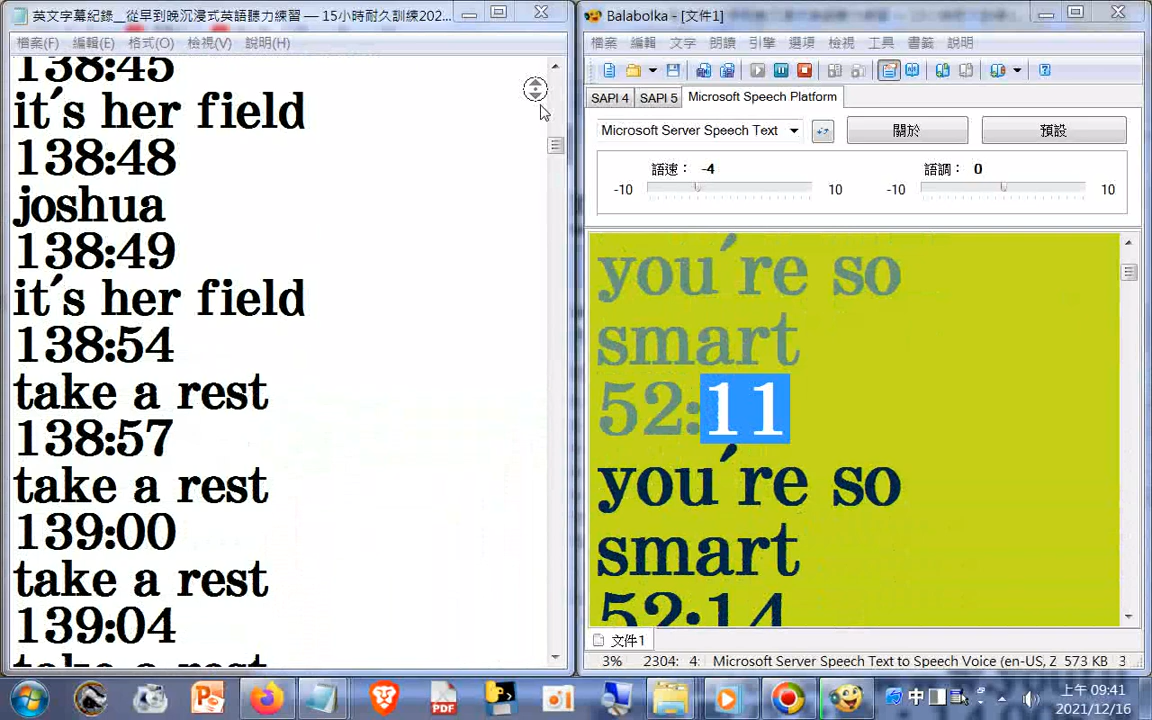 英文字幕紀錄__從早到晚沉浸式英語聽力練習 — 15小時耐久訓練202...
檔案(F) 編輯(E) 格式(O) 檢視(V) 說明(H)
138:45
it's her field
138:48
joshua
138:49
it's her field
138:54
take a rest
138:57
take a rest
139:00
take a rest
139:04
take a rest
Balabolka - [文件1]
檔案 編輯 文字 朗讀 引擎 選項 檢視 工具 書籤 說明
SAPI 4 SAPI 5 Microsoft Speech Platform
Microsoft Server Speech Text 關於 預設
語速： -4 語調： 0
-10 10 -10 10
you're so
smart
52:11
you're so
smart
52:14
文件1
3% 2304: 4: Microsoft Server Speech Text to Speech Voice (en-US, Z 573 KB 3
PDF
中
上午 09:41
2021/12/16